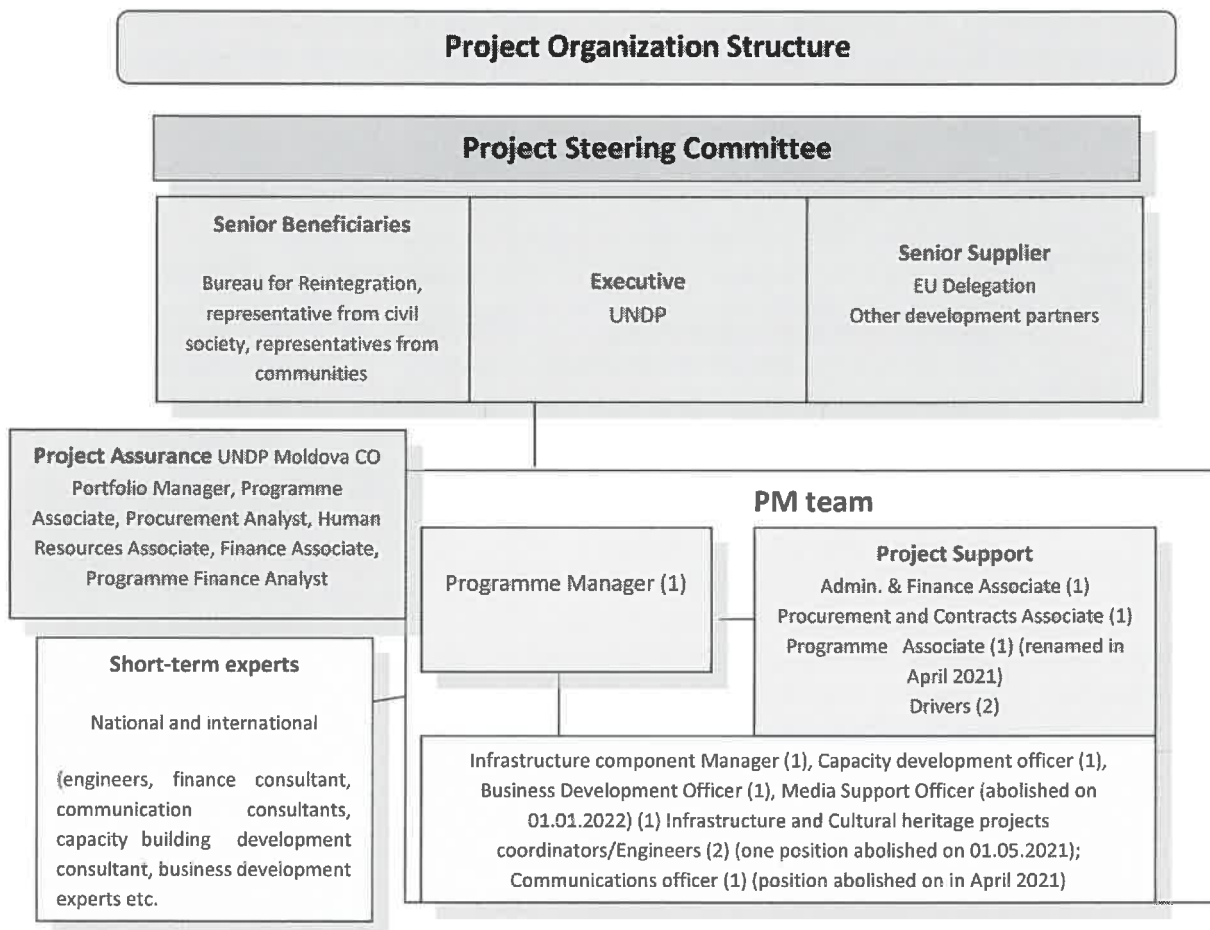 Project Organization Structure
Project Steering Committee
Senior Beneficiaries
Bureau for Reintegration,
representative from civil
society, representatives from
communities
Executive
UNDP
Senior Supplier
EU Delegation
Other development partners
Project Assurance UNDP Moldova CO
Portfolio Manager, Programme
Associate, Procurement Analyst, Human
Resources Associate, Finance Associate,
Programme Finance Analyst
PM team
Programme Manager (1)
Project Support
Admin. & Finance Associate (1)
Procurement and Contracts Associate (1)
Programme Associate (1) (renamed in
April 2021)
Drivers (2)
Short-term experts
National and international
(engineers, finance consultant,
communication consultants,
capacity building development
consultant, business development
experts etc.
Infrastructure component Manager (1), Capacity development officer (1),
Business Development Officer (1), Media Support Officer (abolished on
01.01.2022) (1) Infrastructure and Cultural heritage projects
coordinators/Engineers (2) (one position abolished on 01.05.2021);
Communications officer (1) (position abolished on in April 2021)